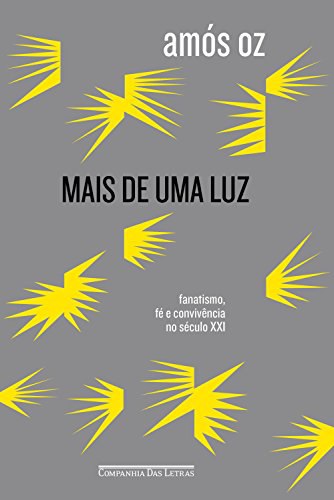 amós oz
MAIS DE UMA LUZ
fanatismo,
fé e convivência
no século XXI
COMPANHIA DAS LETRAS